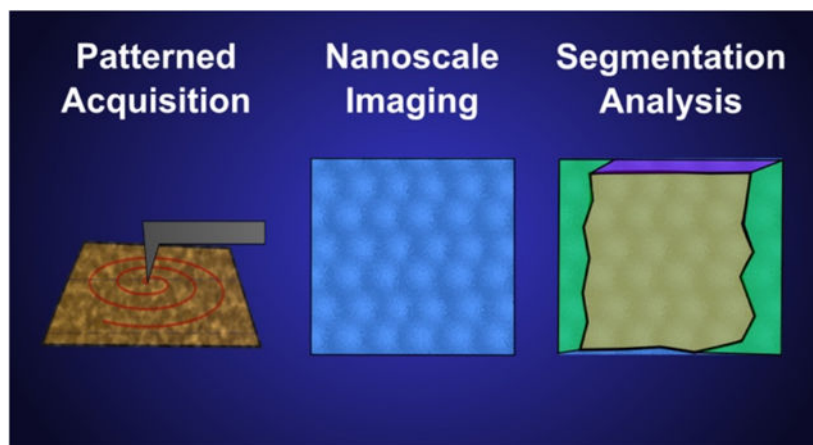 Patterned
Acquisition
Nanoscale
Imaging
Segmentation
Analysis